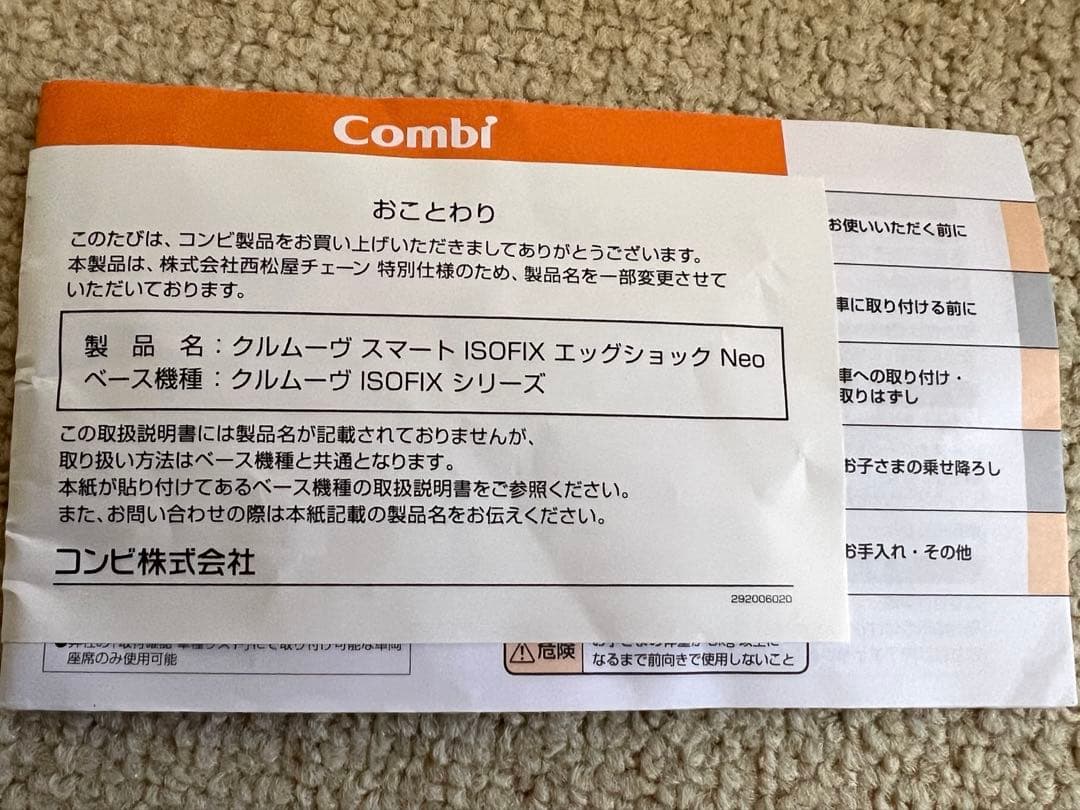 Combi
おことわり
このたびは、コンビ製品をお買い上げいただきましてありがとうございます。
本製品は、株式会社西松屋チェーン 特別仕様のため、製品名を一部変更させて
いただいております。
製 品 名：クルムーヴ スマート ISOFIX エッグショック Neo
ベース機種：クルムーヴ ISOFIX シリーズ
この取扱説明書には製品名が記載されておりませんが、
取り扱い方法はベース機種と共通となります。
本紙が貼り付けてあるベース機種の取扱説明書をご参照ください。
また、お問い合わせの際は本紙記載の製品名をお伝えください。
コンビ株式会社
292006020
お使いいただく前に
車に取り付ける前に
車への取り付け・
取りはずし
お子さまの乗せ降ろし
お手入れ・その他
座席のみ使用可能
危険
なるまで前向きで使用しないこと